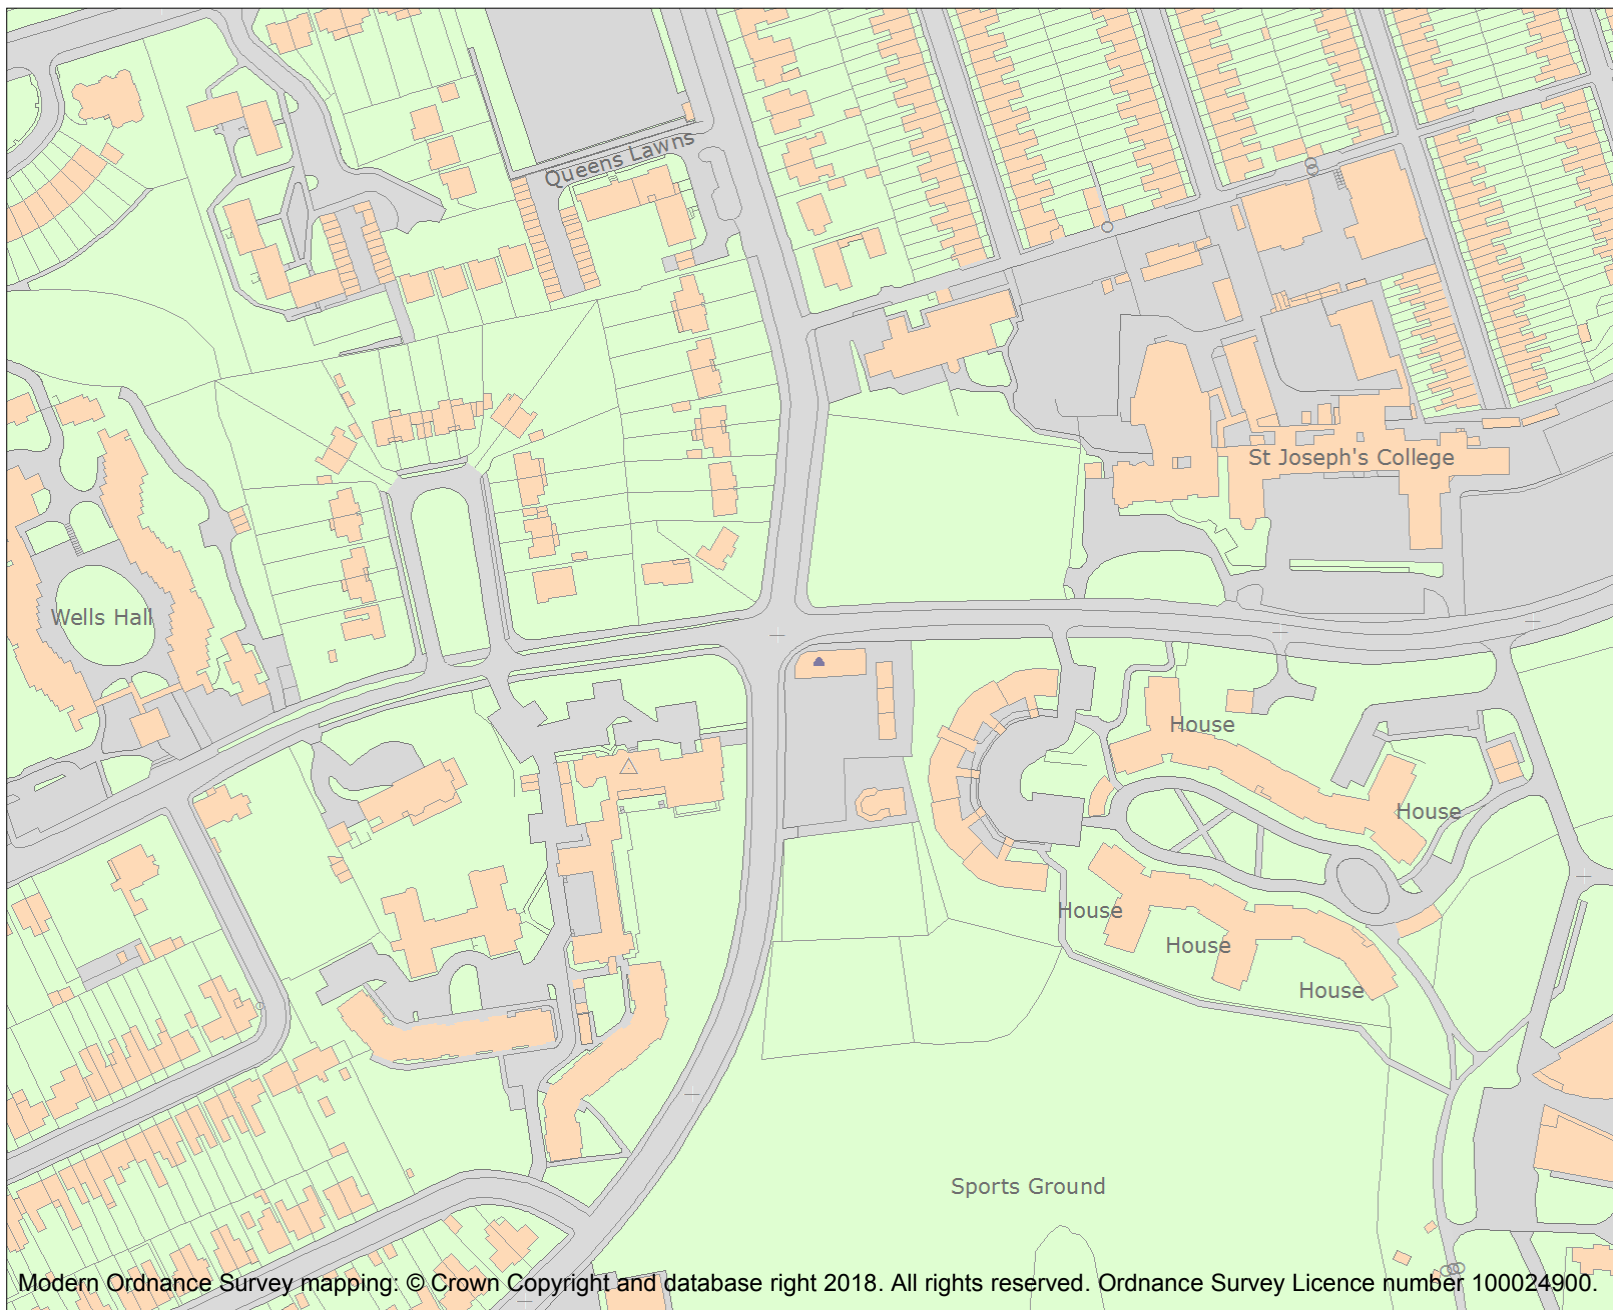 Queens Lawns
St Joseph's College
Wells Hall
House
House
House
House
House
Sports Ground
Modern Ordnance Survey mapping: © Crown Copyright and database right 2018. All rights reserved. Ordnance Survey Licence number 100024900.